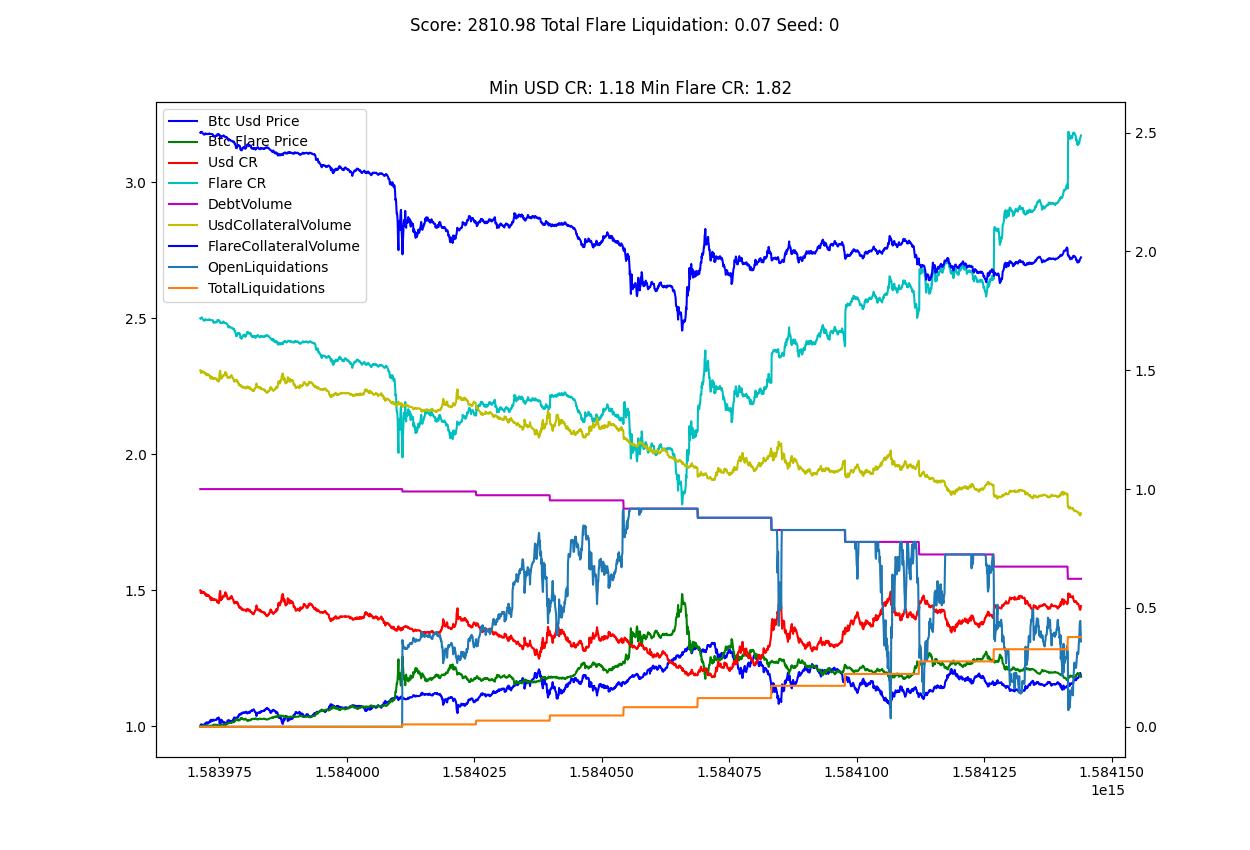 Score: 2810.98 Total Flare Liquidation: 0.07 Seed: 0
Min USD CR: 1.18 Min Flare CR: 1.82
Btc Usd Price
Btc Flare Price
Usd CR
Flare CR
DebtVolume
UsdCollateralVolume
FlareCollateralVolume
OpenLiquidations
TotalLiquidations
3.0
2.5
2.0
1.5
1.0
2.5
2.0
1.5
1.0
0.5
0.0
1.583975 1.584000 1.584025 1.584050 1.584075 1.584100 1.584125 1.584150
1e15